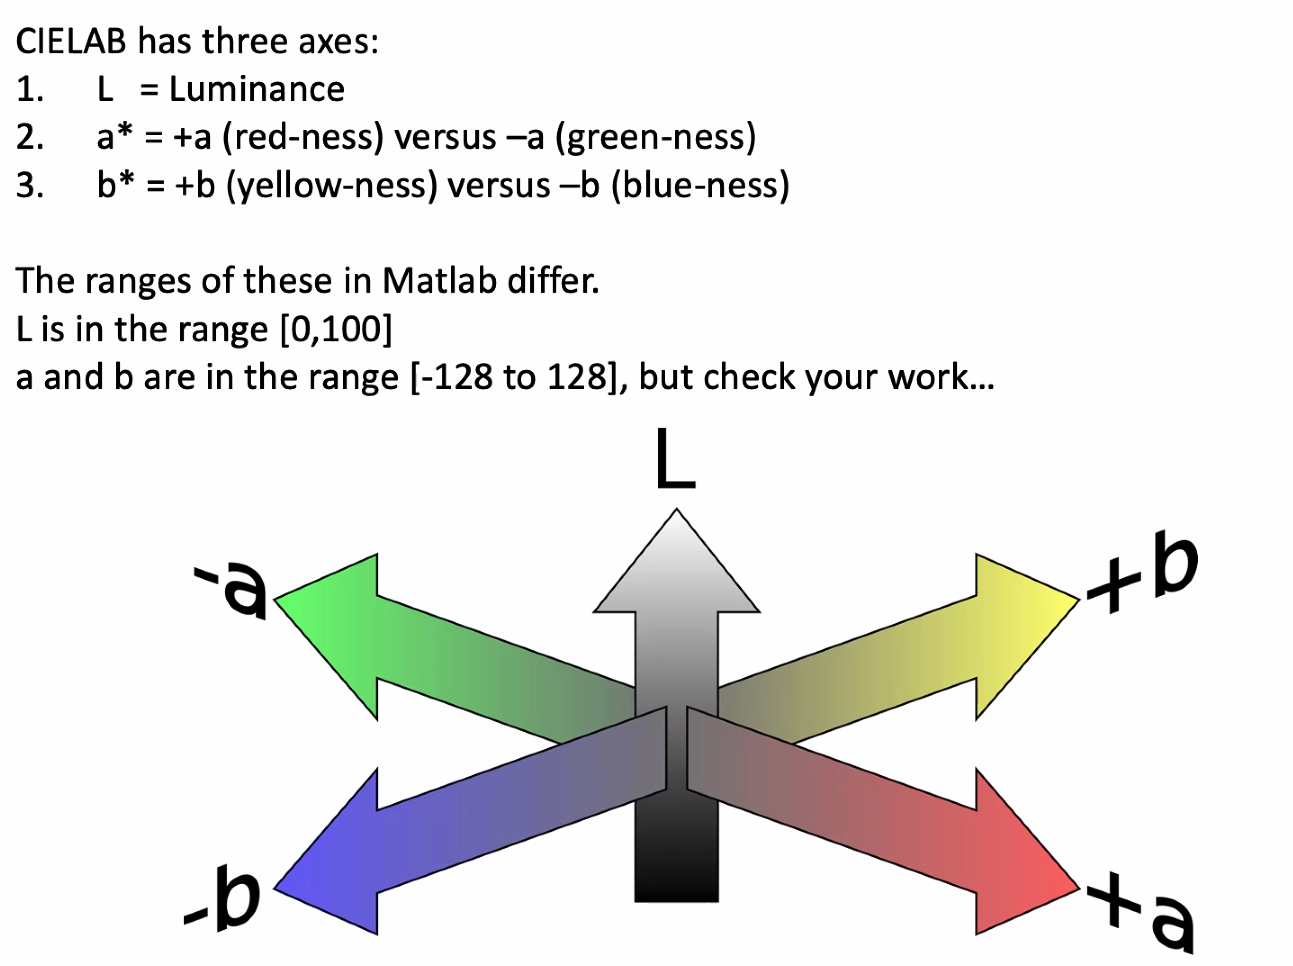 CIELAB has three axes:
1. L = Luminance
2. a* = +a (red-ness) versus –a (green-ness)
3. b* = +b (yellow-ness) versus –b (blue-ness)
The ranges of these in Matlab differ.
L is in the range [0,100]
a and b are in the range [-128 to 128], but check your work...
L
-a
+b
-b
+a